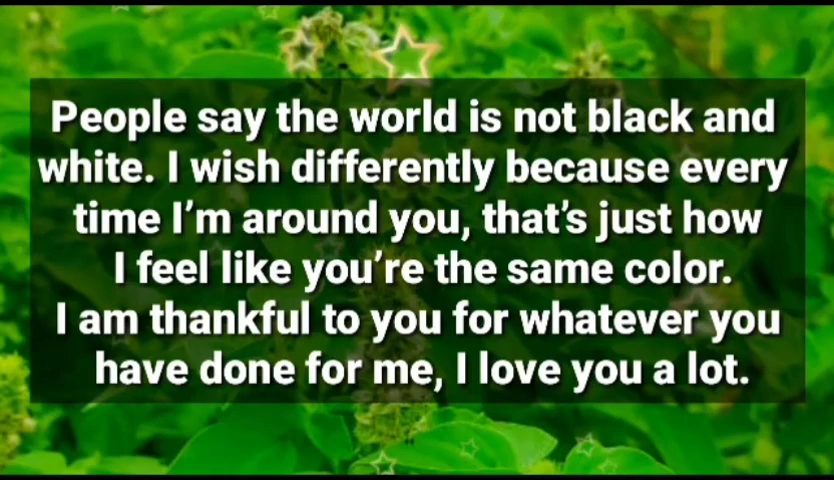 People say the world is not black and
white. I wish differently because every
time I’m around you, that’s just how
I feel like you’re the same color.
I am thankful to you for whatever you
have done for me, I love you a lot.